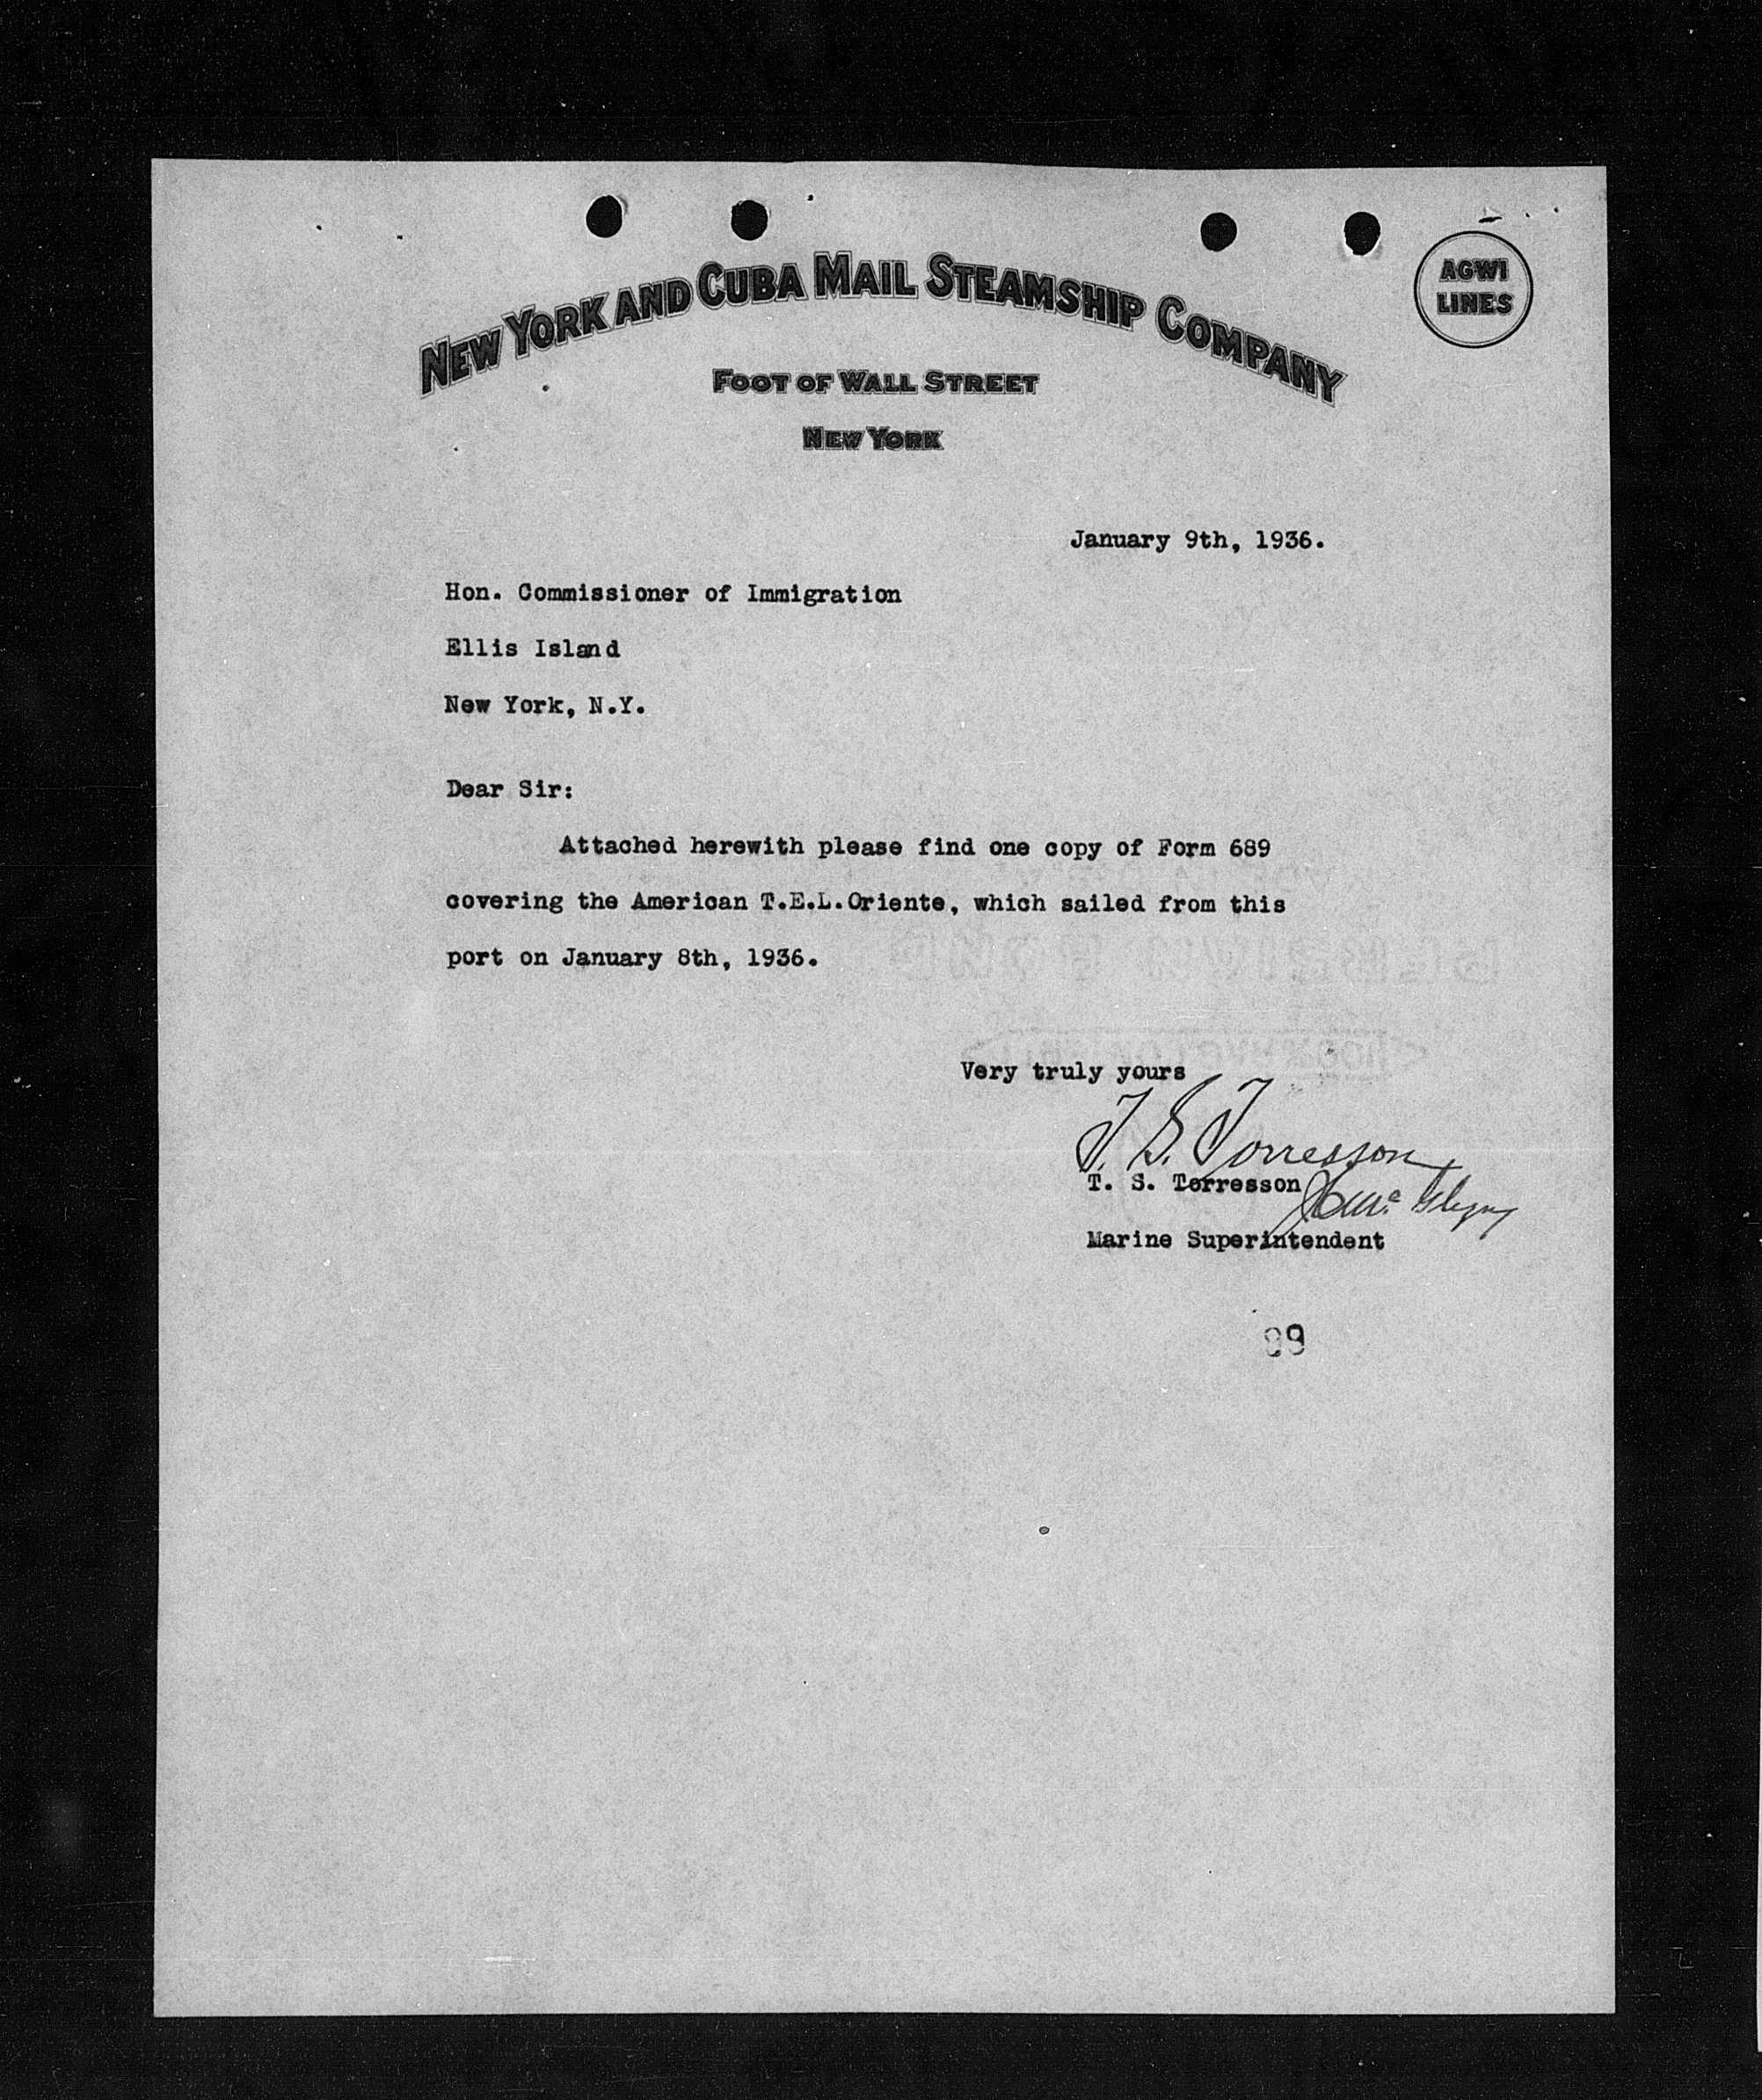 NEW YORK AND CUBA MAIL STEAMSHIP COMPANY
AGWI
LINES
FOOT OF WALL STREET
NEW YORK
January 9th, 1936.
Hon. Commissioner of Immigration
Ellis Island
New York, N.Y.
Dear Sir:
Attached herewith please find one copy of Form 689
covering the American T.E.L.Oriente, which sailed from this
port on January 8th, 1936.
Very truly yours
T. S. Torresson
T. S. Torresson
Marine Superintendent
99